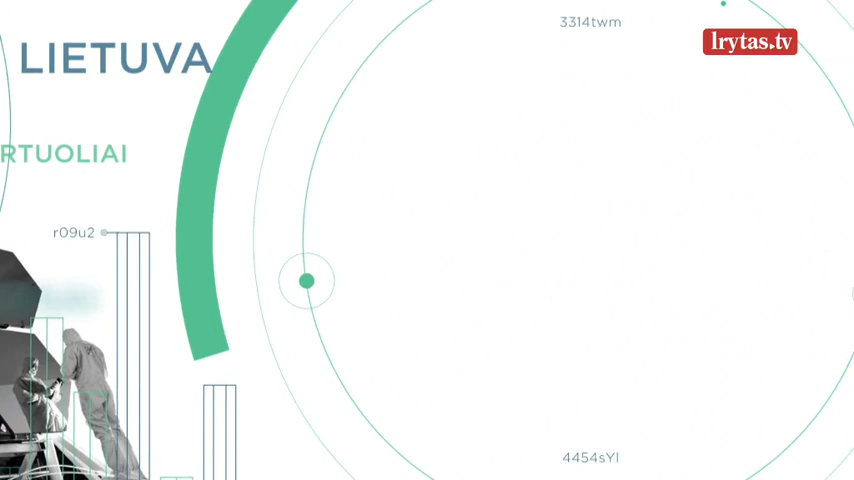 3314twm
lrytas.tv
LIETUVA
RTUOLIAI
r09u2
4454sYI